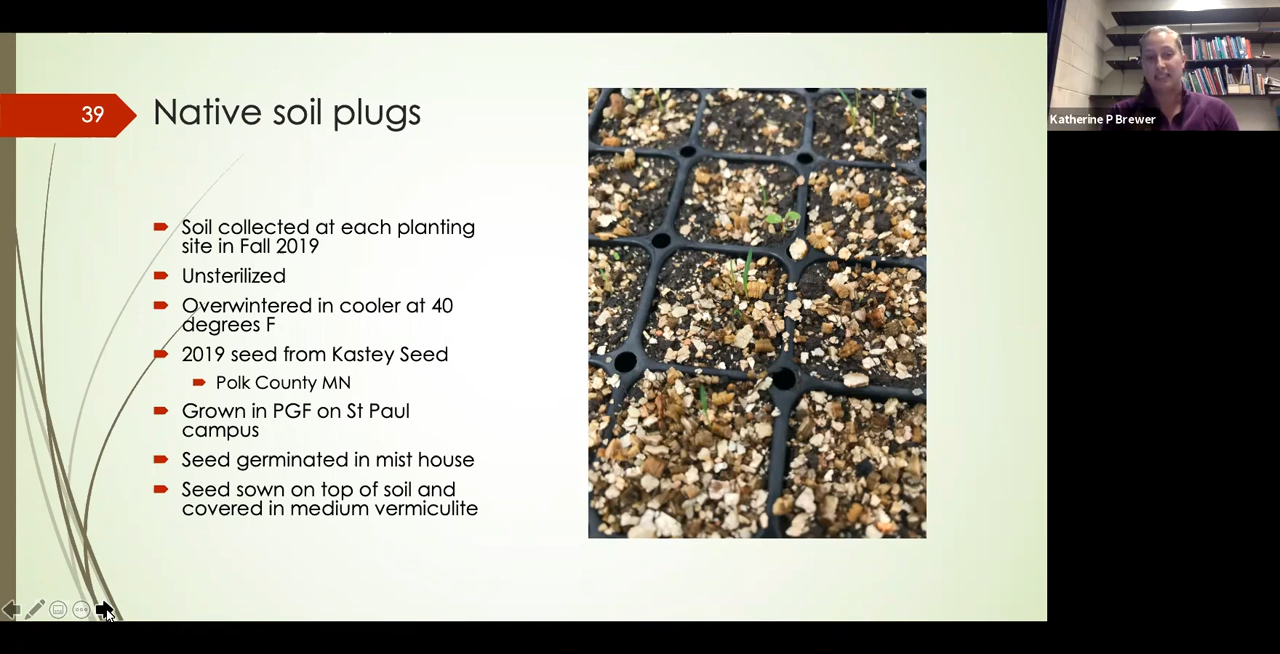 39
Native soil plugs
Soil collected at each planting
site in Fall 2019
Unsterilized
Overwintered in cooler at 40
degrees F
2019 seed from Kastey Seed
Polk County MN
Grown in PGF on St Paul
campus
Seed germinated in mist house
Seed sown on top of soil and
covered in medium vermiculite
Katherine P Brewer